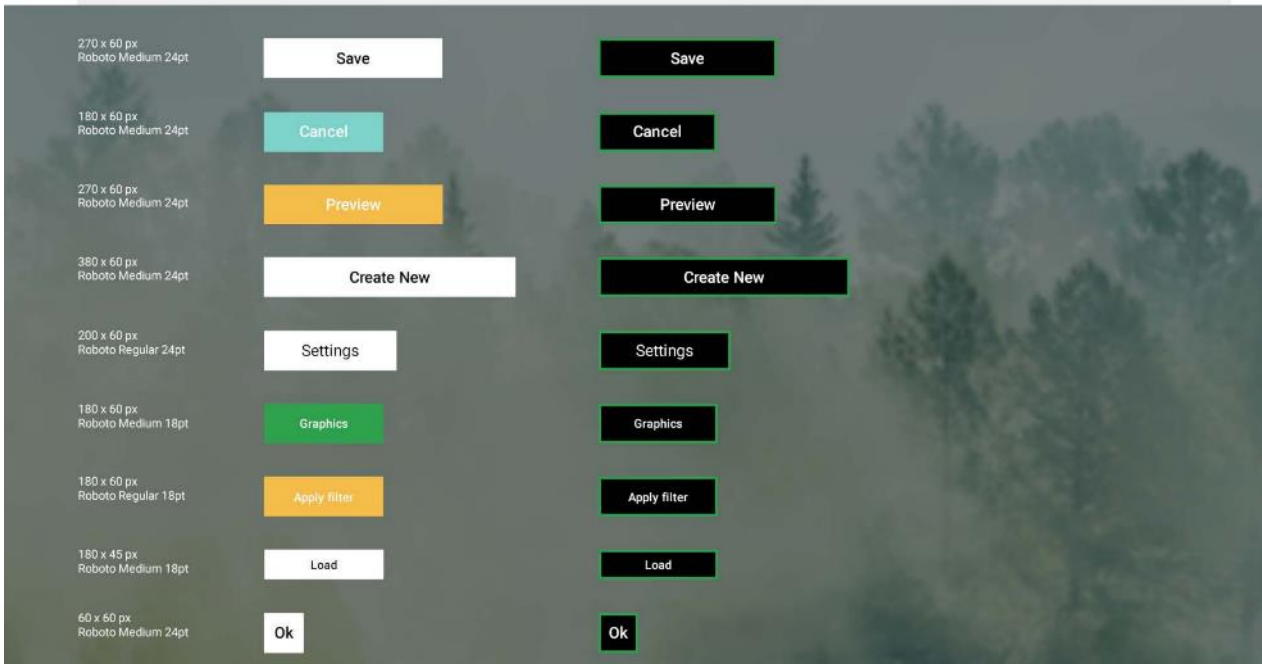 270 x 60 px
Roboto Medium 24pt
Save
Save
180 x 60 px
Roboto Medium 24pt
Cancel
Cancel
270 x 60 px
Roboto Medium 24pt
Preview
Preview
380 x 60 px
Roboto Medium 24pt
Create New
Create New
200 x 60 px
Roboto Regular 24pt
Settings
Settings
180 x 60 px
Roboto Medium 18pt
Graphics
Graphics
180 x 60 px
Roboto Regular 18pt
Apply filter
Apply filter
180 x 45 px
Roboto Medium 18pt
Load
Load
60 x 60 px
Roboto Medium 24pt
Ok
Ok